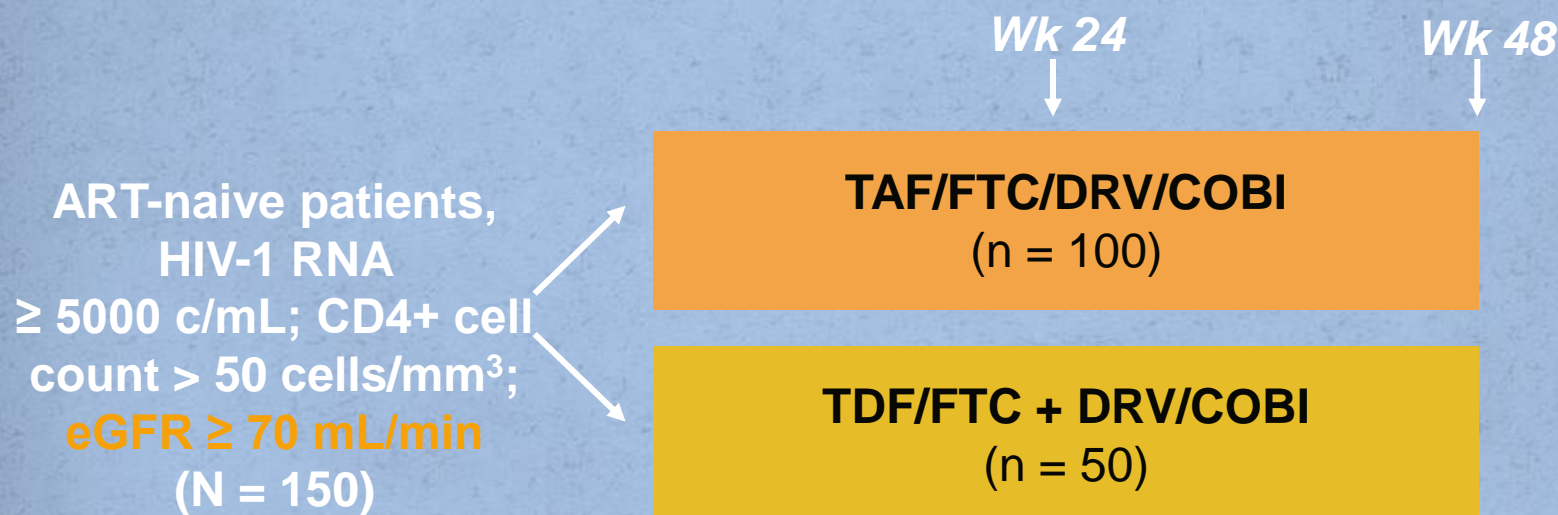 Wk 24
Wk 48
ART-naive patients,
HIV-1 RNA
≥ 5000 c/mL; CD4+ cell
count > 50 cells/mm³;
eGFR ≥ 70 mL/min
(N = 150)
TAF/FTC/DRV/COBI
(n = 100)
TDF/FTC + DRV/COBI
(n = 50)